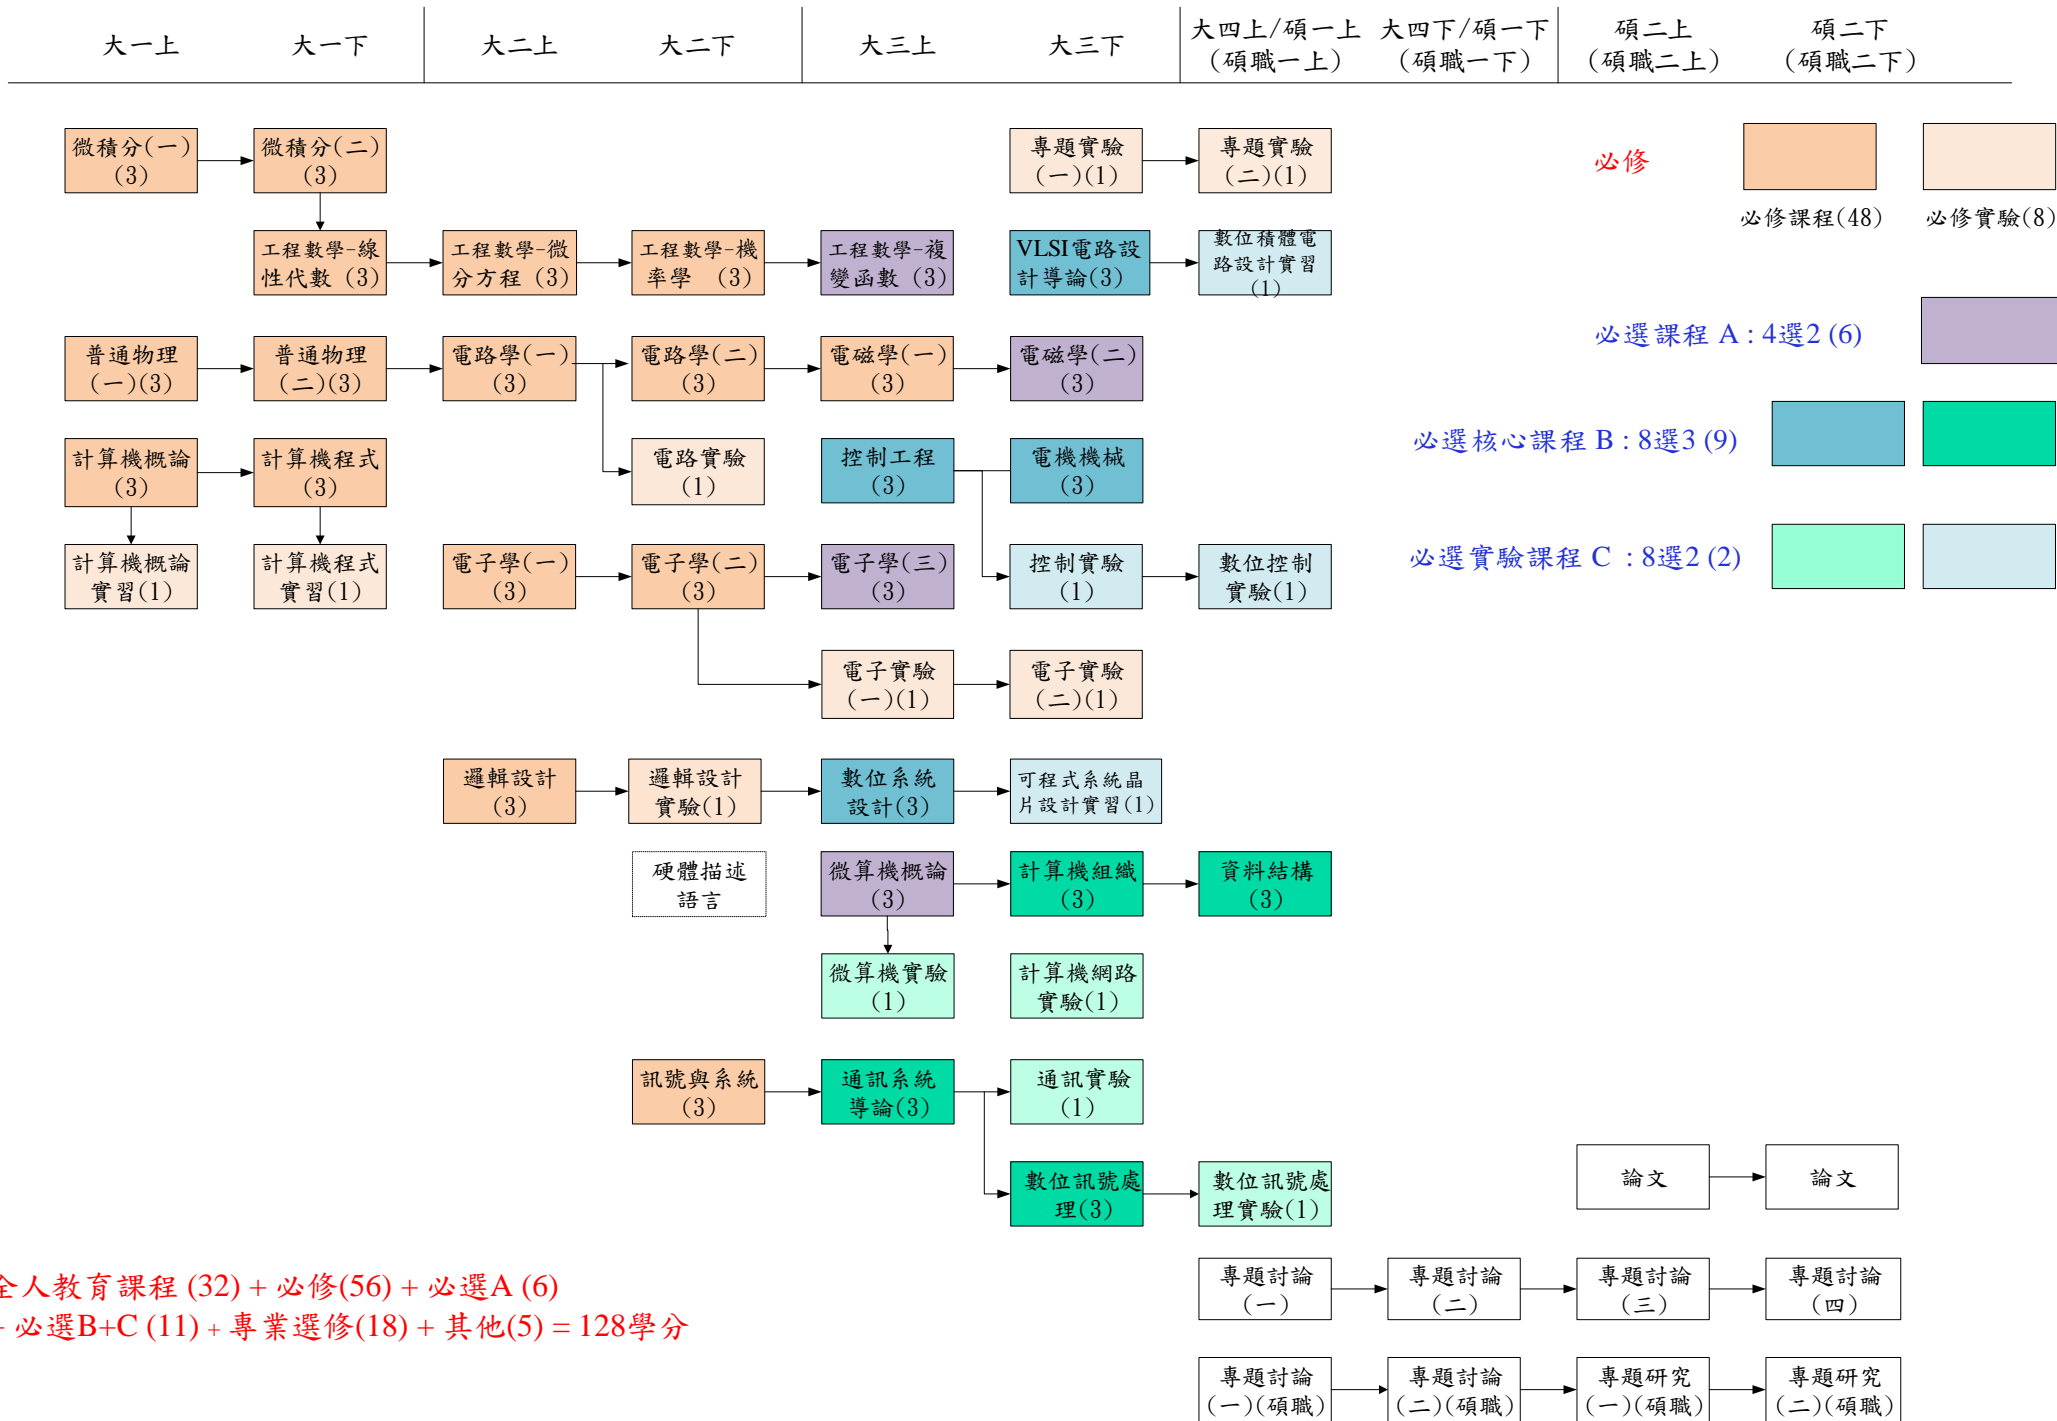 大一上
大一下
大二上
大二下
大三上
大三下
大四上/碩一上
(碩職一上)
大四下/碩一下
(碩職一下)
碩二上
(碩職二上)
碩二下
(碩職二下)
微積分(一)
(3)
微積分(二)
(3)
專題實驗
(一)(1)
專題實驗
(二)(1)
必修
必修課程(48)
必修實驗(8)
工程數學-線
性代數 (3)
工程數學-微
分方程 (3)
工程數學-機
率學 (3)
工程數學-複
變函數 (3)
VLSI電路設
計導論(3)
數位積體電
路設計實習
(1)
必選課程 A : 4選2 (6)
普通物理
(一)(3)
普通物理
(二)(3)
電路學(一)
(3)
電路學(二)
(3)
電磁學(一)
(3)
電磁學(二)
(3)
必選核心課程 B : 8選3 (9)
計算機概論
(3)
計算機程式
(3)
電路實驗
(1)
控制工程
(3)
電機機械
(3)
必選實驗課程 C : 8選2 (2)
計算機概論
實習(1)
計算機程式
實習(1)
電子學(一)
(3)
電子學(二)
(3)
電子學(三)
(3)
控制實驗
(1)
數位控制
實驗(1)
電子實驗
(一)(1)
電子實驗
(二)(1)
邏輯設計
(3)
邏輯設計
實驗(1)
數位系統
設計(3)
可程式系統晶
片設計實習(1)
硬體描述
語言
微算機概論
(3)
計算機組織
(3)
資料結構
(3)
微算機實驗
(1)
計算機網路
實驗(1)
訊號與系統
(3)
通訊系統
導論(3)
通訊實驗
(1)
數位訊號處
理(3)
數位訊號處
理實驗(1)
論文
論文
全人教育課程 (32) + 必修(56) + 必選A (6)
+ 必選B+C (11) + 專業選修(18) + 其他(5) = 128學分
專題討論
(一)
專題討論
(二)
專題討論
(三)
專題討論
(四)
專題討論
(一)(碩職)
專題討論
(二)(碩職)
專題研究
(一)(碩職)
專題研究
(二)(碩職)